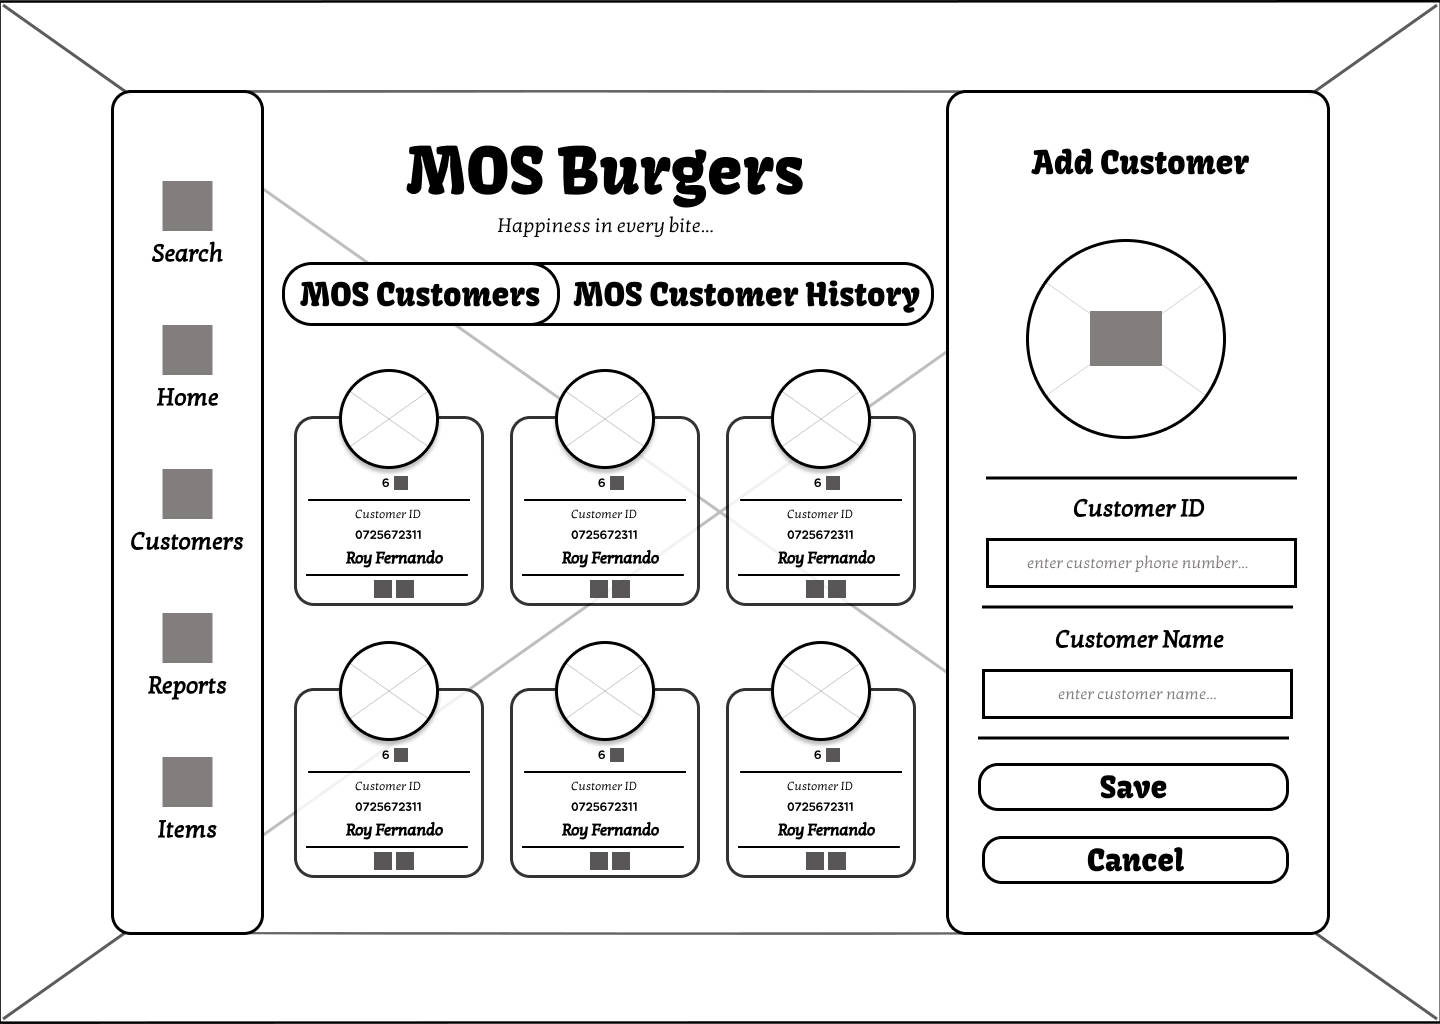 Search
Home
Customers
Reports
Items
MOS Burgers
Happiness in every bite...
MOS Customers
MOS Customer History
6
Customer ID
0725672311
Roy Fernando
6
Customer ID
0725672311
Roy Fernando
6
Customer ID
0725672311
Roy Fernando
6
Customer ID
0725672311
Roy Fernando
6
Customer ID
0725672311
Roy Fernando
6
Customer ID
0725672311
Roy Fernando
Add Customer
Customer ID
enter customer phone number...
Customer Name
enter customer name...
Save
Cancel